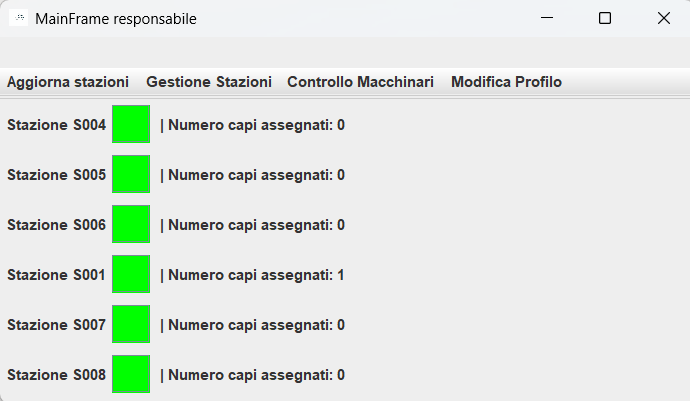 MainFrame responsabile
Aggiorna stazioni Gestione Stazioni Controllo Macchinari Modifica Profilo
Stazione S004 | Numero capi assegnati: 0
Stazione S005 | Numero capi assegnati: 0
Stazione S006 | Numero capi assegnati: 0
Stazione S001 | Numero capi assegnati: 1
Stazione S007 | Numero capi assegnati: 0
Stazione S008 | Numero capi assegnati: 0